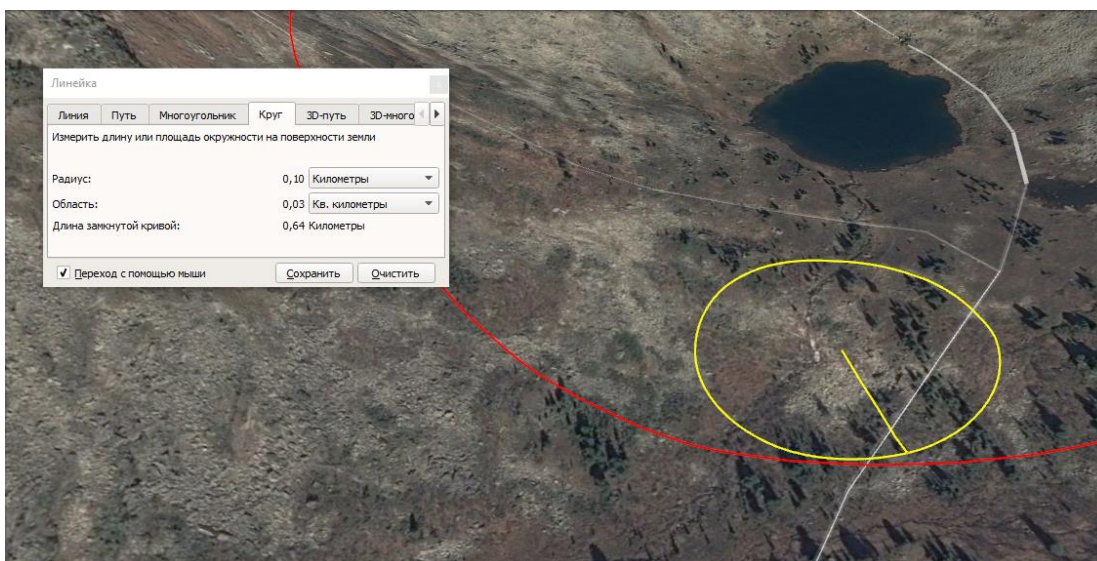 Линейка
Линия Путь Многоугольник Круг 3D-путь 3D-много
Измерить длину или площадь окружности на поверхности земли
Радиус: 0,10 Километры
Область: 0,03 Кв. километры
Длина замкнутой кривой: 0,64 Километры
Переход с помощью мыши Сохранить Очистить